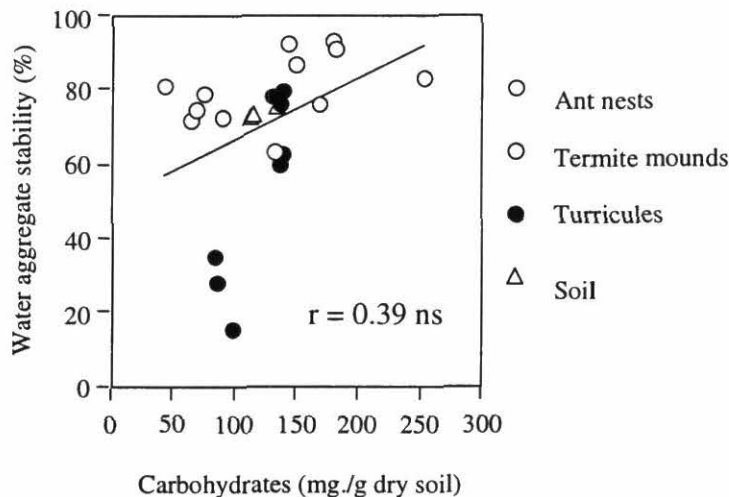 100
80
60
40
20
0
Water aggregate stability (%)
r = 0.39 ns
0 50 100 150 200 250 300
Carbohydrates (mg./g dry soil)
Ant nests
Termite mounds
Turricules
Soil